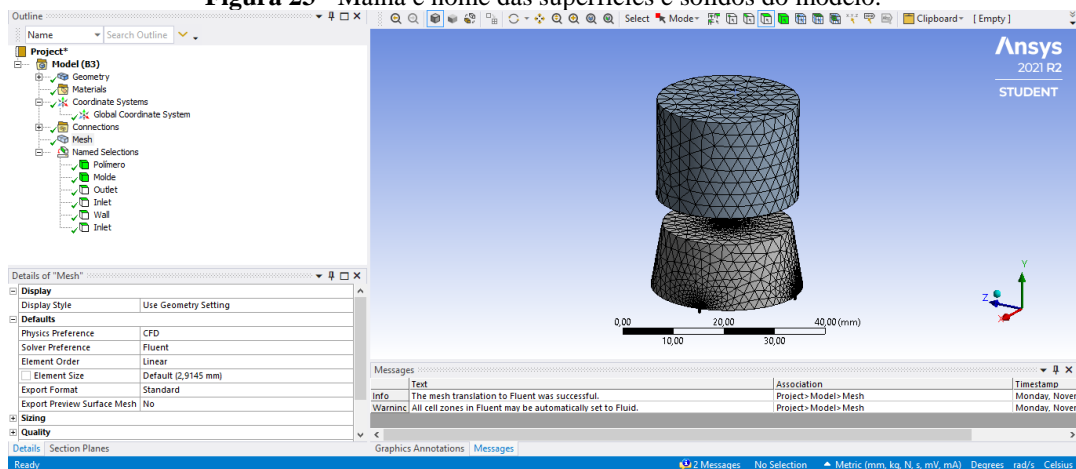 Figura 25 - Malha e nome das superfícies e sólidos do modelo.
Outline
Name Search Outline
Select Mode Clipboard [ Empty ]
Project*
Model (B3)
Geometry
Materials
Coordinate Systems
Global Coordinate System
Connections
Mesh
Named Selections
Polímero
Molde
Outlet
Inlet
Wall
Inlet
Ansys
2021 R2
STUDENT
Y
Z
X
0,00 20,00 40,00 (mm)
10,00 30,00
Details of "Mesh"
Display
Display Style Use Geometry Setting
Defaults
Physics Preference CFD
Solver Preference Fluent
Element Order Linear
Element Size Default (2,9145 mm)
Export Format Standard
Export Preview Surface Mesh No
Sizing
Quality
Details Section Planes
Messages
Text Association Timestamp
Info The mesh translation to Fluent was successful. Project>Model>Mesh Monday, Nover
Warning All cell zones in Fluent may be automatically set to Fluid. Project>Model>Mesh Monday, Nover
Graphics Annotations Messages
Ready 2 Messages No Selection Metric (mm, kg, N, s, mV, mA) Degrees rad/s Celsius